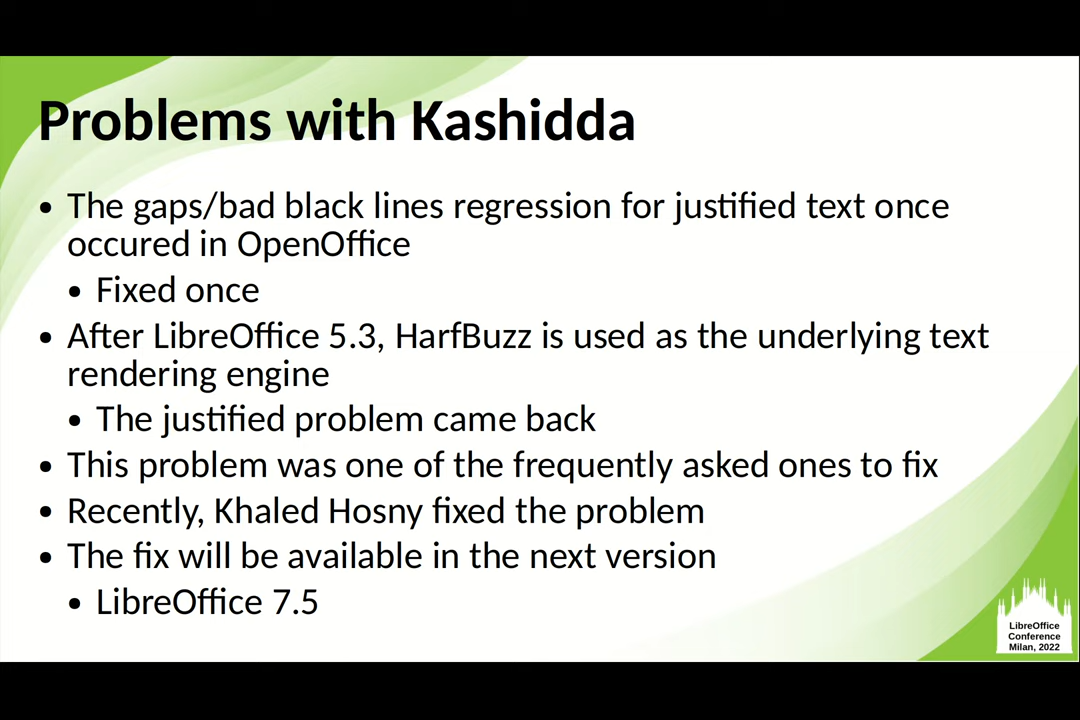 Problems with Kashidda
• The gaps/bad black lines regression for justified text once
occured in OpenOffice
• Fixed once
• After LibreOffice 5.3, HarfBuzz is used as the underlying text
rendering engine
• The justified problem came back
• This problem was one of the frequently asked ones to fix
• Recently, Khaled Hosny fixed the problem
• The fix will be available in the next version
• LibreOffice 7.5
LibreOffice
Conference
Milan, 2022